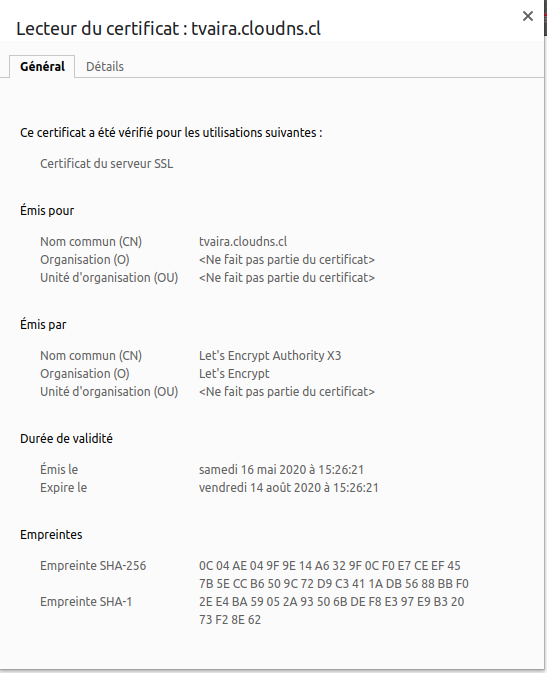 Lecteur du certificat : tvaira.cloudns.cl
Général Détails
Ce certificat a été vérifié pour les utilisations suivantes :
Certificat du serveur SSL
Émis pour
Nom commun (CN) tvaira.cloudns.cl
Organisation (O) <Ne fait pas partie du certificat>
Unité d'organisation (OU) <Ne fait pas partie du certificat>
Émis par
Nom commun (CN) Let's Encrypt Authority X3
Organisation (O) Let's Encrypt
Unité d'organisation (OU) <Ne fait pas partie du certificat>
Durée de validité
Émis le samedi 16 mai 2020 à 15:26:21
Expire le vendredi 14 août 2020 à 15:26:21
Empreintes
Empreinte SHA-256 0C 04 AE 04 9F 9E 14 A6 32 9F 0C F0 E7 CE EF 45
7B 5E CC B6 50 9C 72 D9 C3 41 1A DB 56 88 BB F0
Empreinte SHA-1 2E E4 BA 59 05 2A 93 50 6B DE F8 E3 97 E9 B3 20
73 F2 8E 62